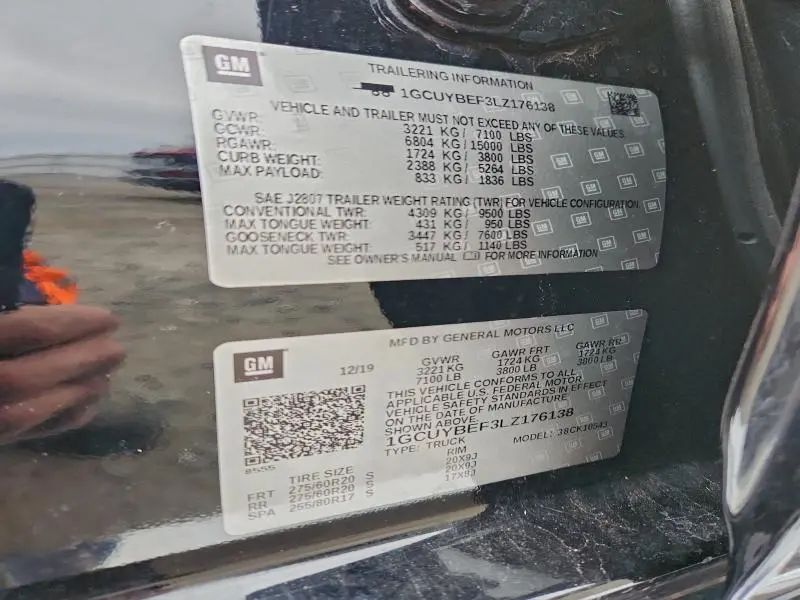 GM
TRAILERING INFORMATION
1GCUYBEF3LZ176138
VEHICLE AND TRAILER MUST NOT EXCEED ANY OF THESE VALUES
GVWR: 3221 KG/ 7100 LBS
GCWR: 6804 KG/ 15000 LBS
RGAWR: 1724 KG/ 3800 LBS
CURB WEIGHT: 2388 KG/ 5264 LBS
MAX PAYLOAD: 833 KG/ 1836 LBS
SAE J2807 TRAILER WEIGHT RATING (TWR) FOR VEHICLE CONFIGURATION
CONVENTIONAL TWR: 4309 KG/ 9500 LBS
MAX TONGUE WEIGHT: 431 KG/ 950 LBS
GOOSENECK TWR: 3447 KG/ 7600 LBS
MAX TONGUE WEIGHT: 517 KG/ 1140 LBS
SEE OWNER'S MANUAL FOR MORE INFORMATION
GM
MFD BY GENERAL MOTORS LLC
12/19 GVWR GAWR FRT GAWR RR
3221 KG 1724 KG 1724 KG
7100 LB 3800 LB 3800 LB
THIS VEHICLE CONFORMS TO ALL
APPLICABLE U.S. FEDERAL MOTOR
VEHICLE SAFETY STANDARDS IN EFFECT
ON THE DATE OF MANUFACTURE
SHOWN ABOVE.
1GCUYBEF3LZ176138
TYPE: TRUCK MODEL: 38CK10543
8555
TIRE SIZE RIM
FRT 275/60R20 S 20X9J
RR 275/60R20 S 20X9J
SPA 255/80R17 S 17X8J